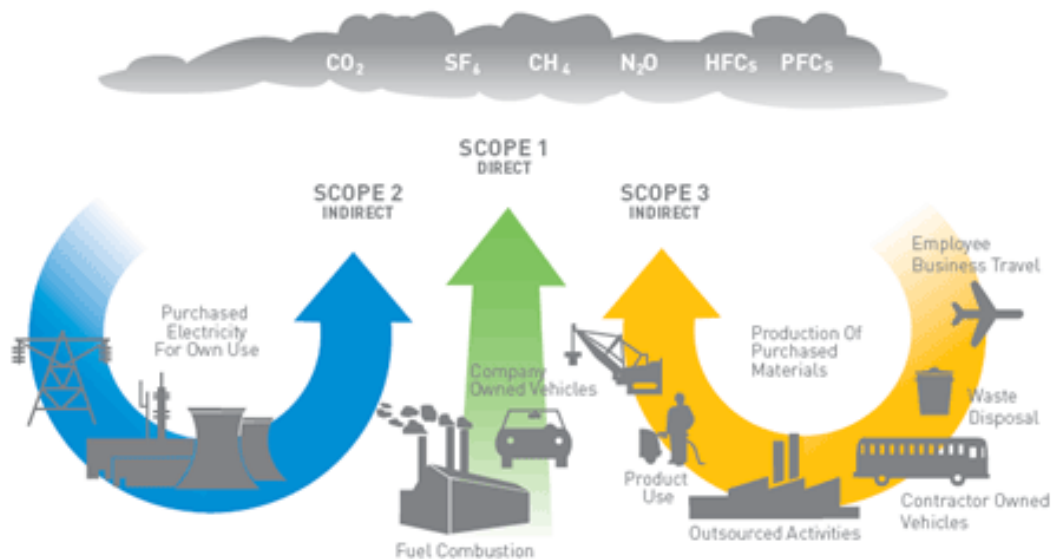 CO₂ SF₆ CH₄ N₂O HFCs PFCs
SCOPE 1
DIRECT
SCOPE 2
INDIRECT
SCOPE 3
INDIRECT
Employee
Business Travel
Purchased
Electricity
For Own Use
Production Of
Purchased
Materials
Company
Owned Vehicles
Waste
Disposal
Product
Use
Contractor Owned
Vehicles
Outsourced Activities
Fuel Combustion